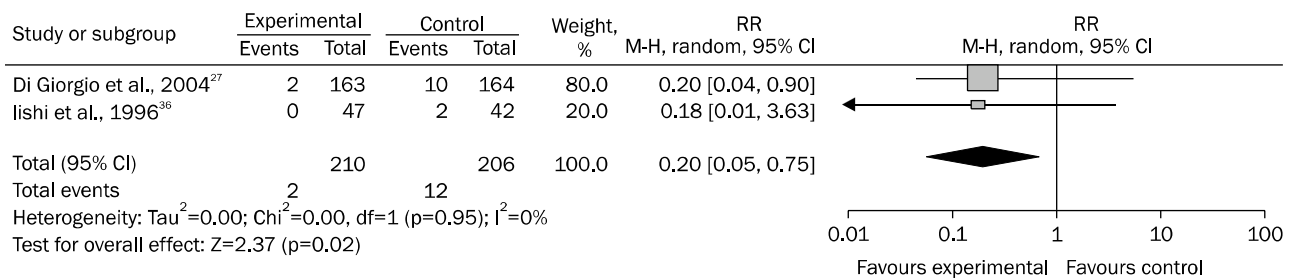 Study or subgroup Experimental Control Weight, RR RR
Events Total Events Total % M-H, random, 95% CI M-H, random, 95% CI
Di Giorgio et al., 2004²⁷ 2 163 10 164 80.0 0.20 [0.04, 0.90]
Iishi et al., 1996³⁶ 0 47 2 42 20.0 0.18 [0.01, 3.63]
Total (95% CI) 210 206 100.0 0.20 [0.05, 0.75]
Total events 2 12
Heterogeneity: Tau²=0.00; Chi²=0.00, df=1 (p=0.95); I²=0%
Test for overall effect: Z=2.37 (p=0.02)
0.01 0.1 1 10 100
Favours experimental Favours control